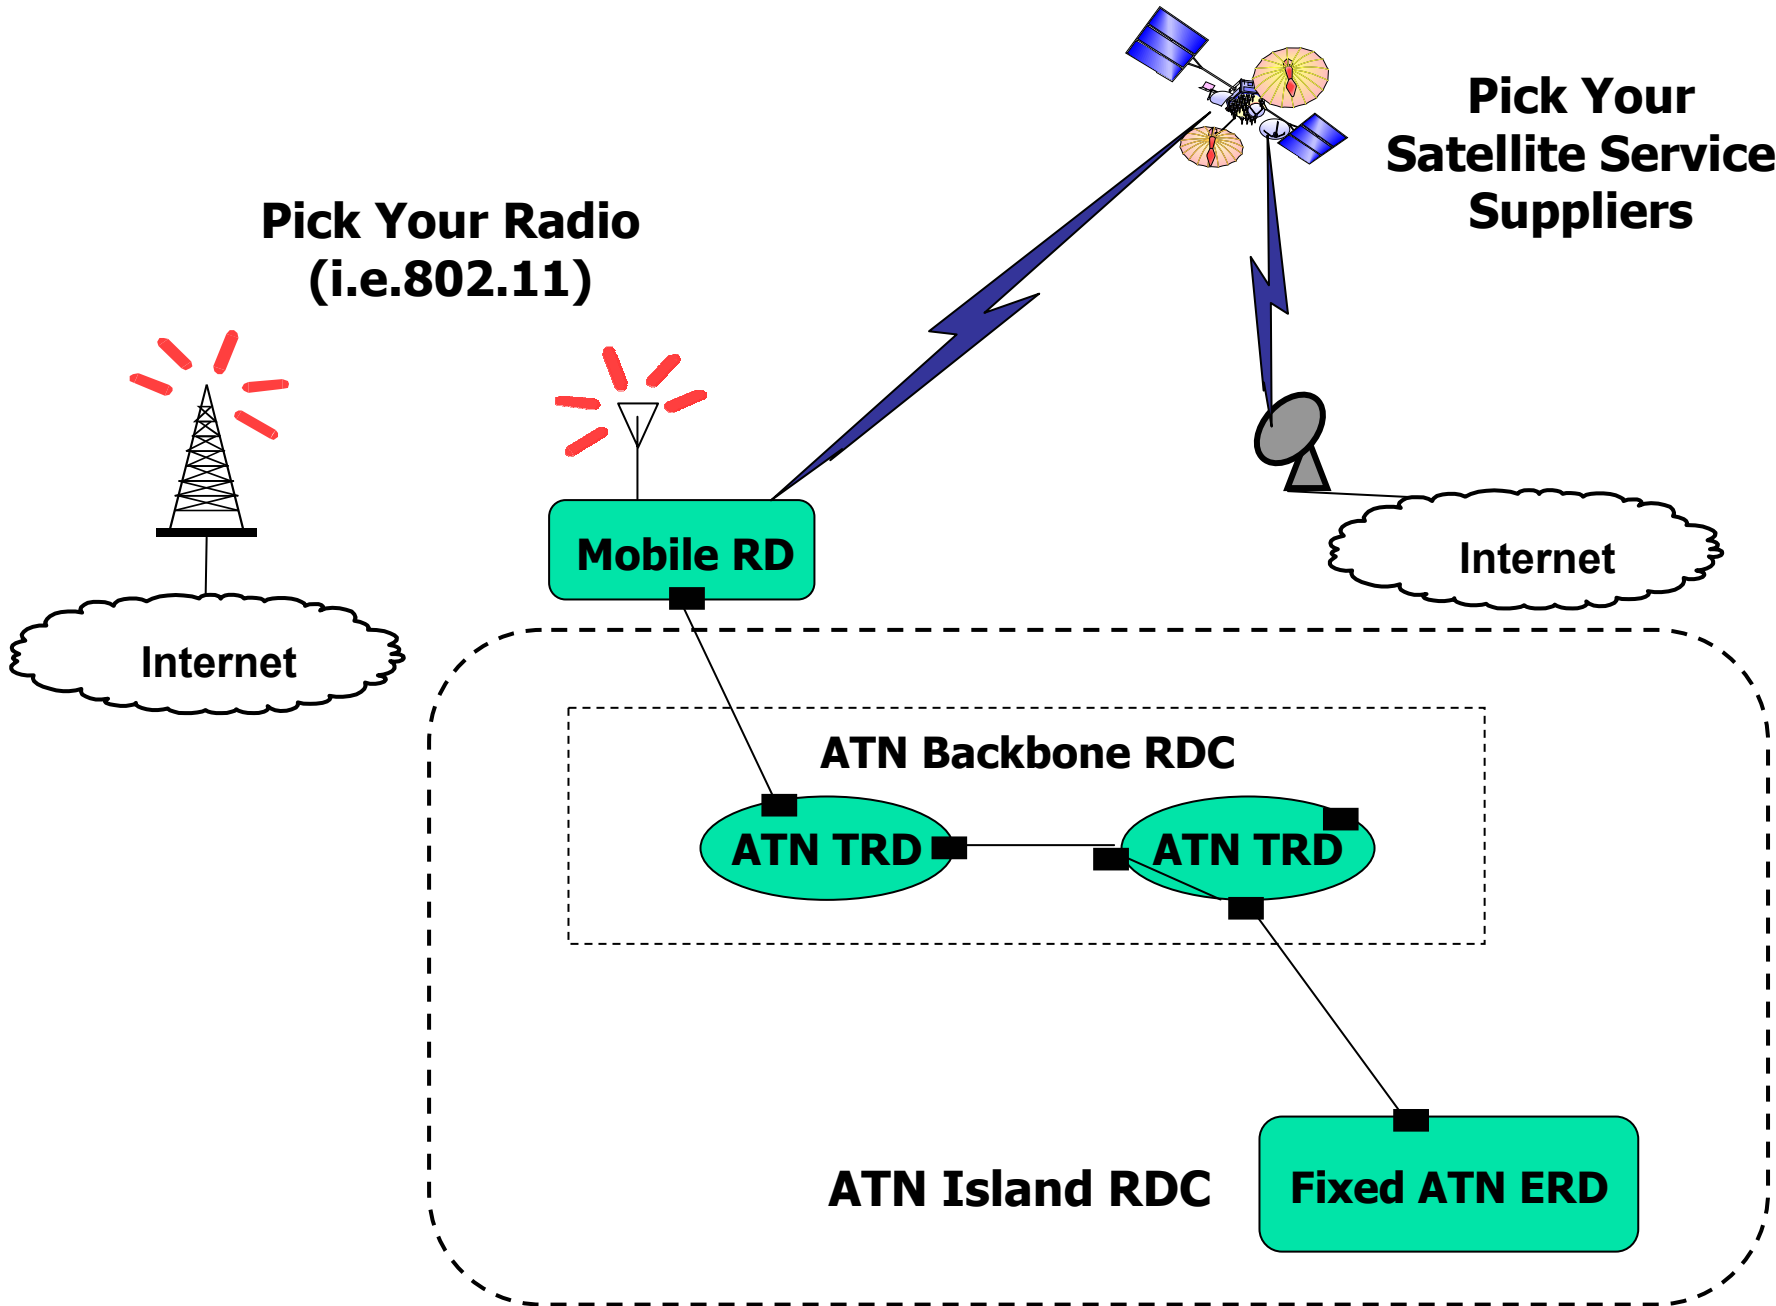 Pick Your
Satellite Service
Suppliers
Pick Your Radio
(i.e.802.11)
Mobile RD
Internet
Internet
ATN Backbone RDC
ATN TRD
ATN TRD
ATN Island RDC
Fixed ATN ERD